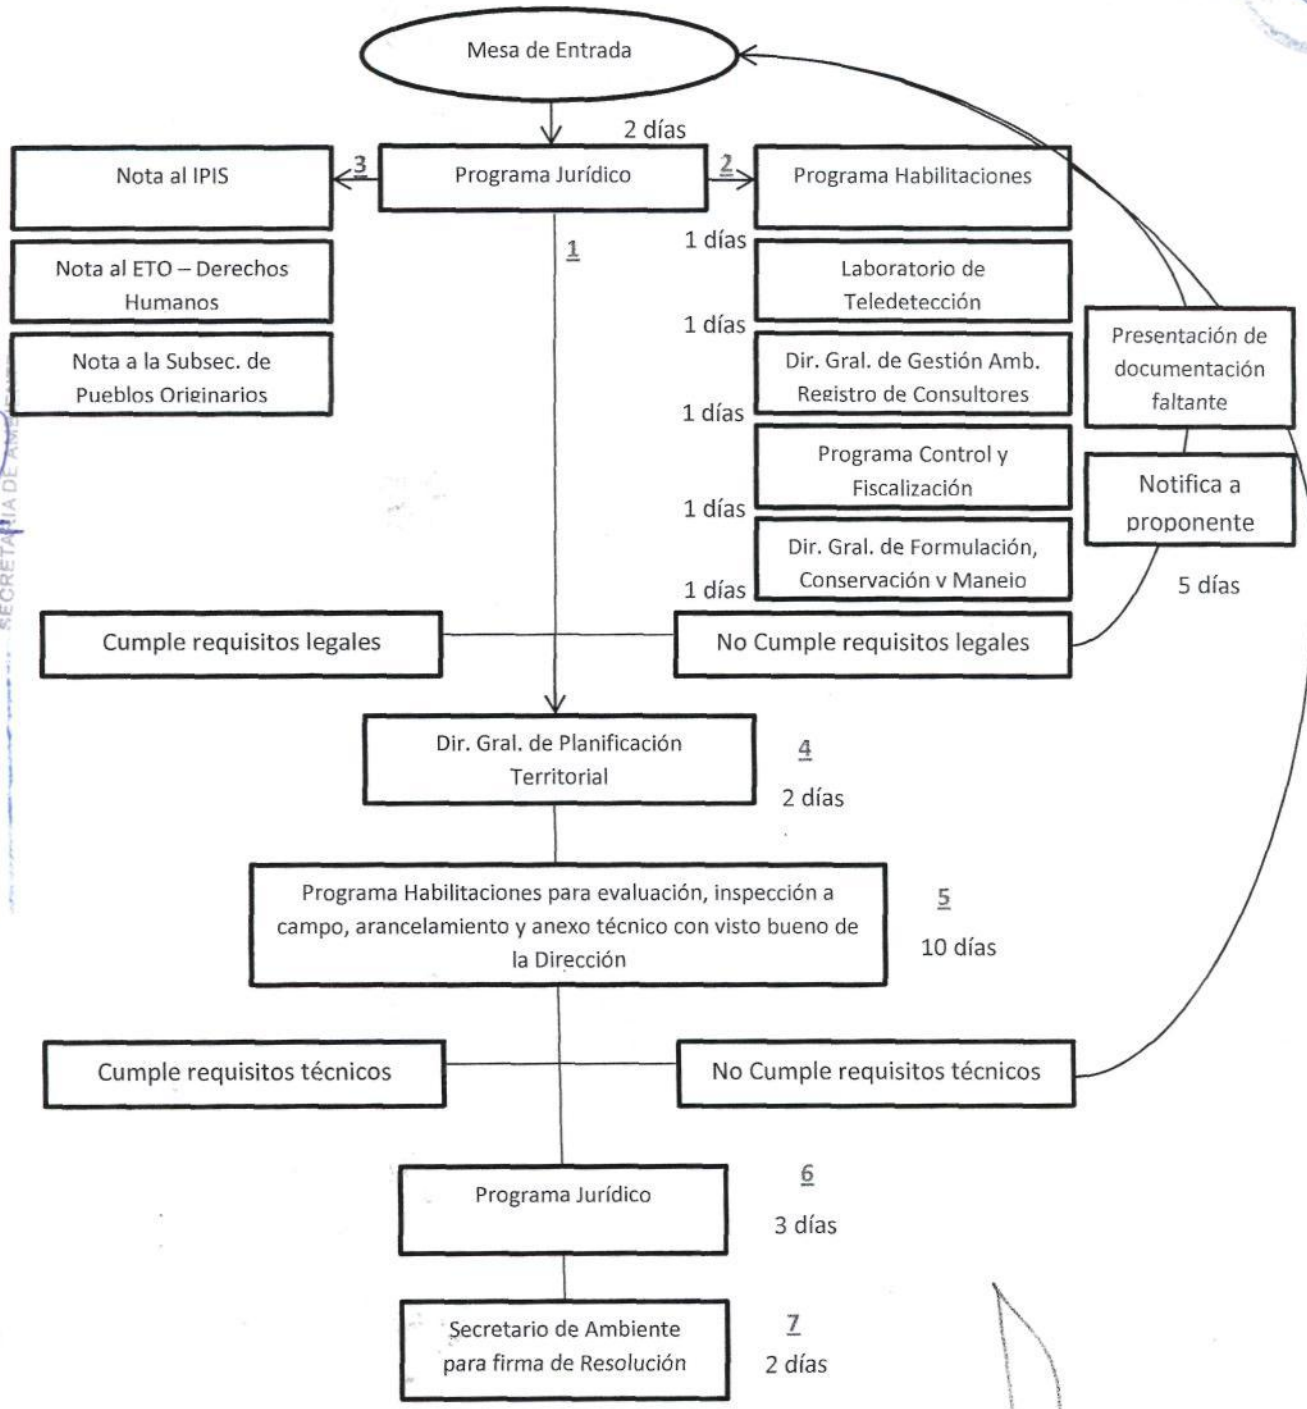 Mesa de Entrada
2 días
Nota al IPIS
3
Programa Jurídico
2
Programa Habilitaciones
1
1 días
Nota al ETO – Derechos
Humanos
Laboratorio de
Teledetección
1 días
Nota a la Subsec. de
Pueblos Originarios
Dir. Gral. de Gestión Amb.
Registro de Consultores
Presentación de
documentación
faltante
1 días
Programa Control y
Fiscalización
Notifica a
proponente
1 días
Dir. Gral. de Formulación,
Conservación y Manejo
1 días
5 días
Cumple requisitos legales
No Cumple requisitos legales
Dir. Gral. de Planificación
Territorial
4
2 días
Programa Habilitaciones para evaluación, inspección a
campo, arancelamiento y anexo técnico con visto bueno de
la Dirección
5
10 días
Cumple requisitos técnicos
No Cumple requisitos técnicos
Programa Jurídico
6
3 días
Secretario de Ambiente
para firma de Resolución
7
2 días
SECRETARIA DE